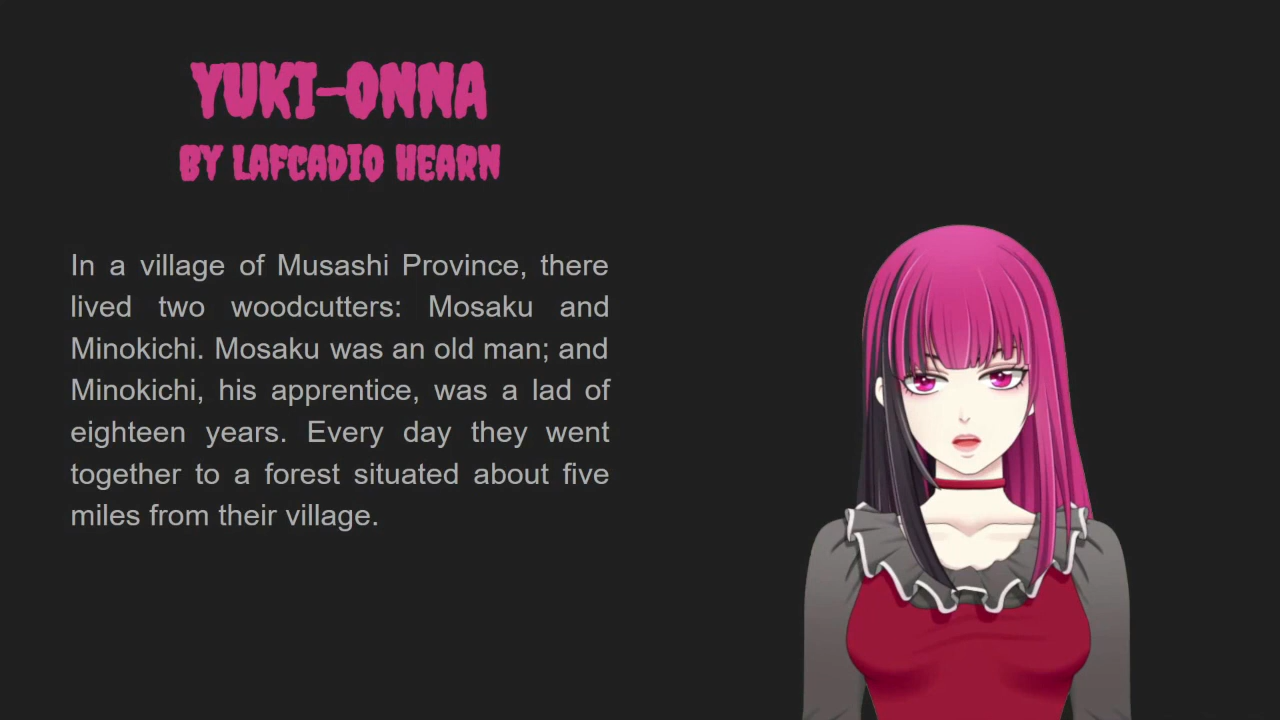 YUKI-ONNA
BY LAFCADIO HEARN
In a village of Musashi Province, there
lived two woodcutters: Mosaku and
Minokichi. Mosaku was an old man; and
Minokichi, his apprentice, was a lad of
eighteen years. Every day they went
together to a forest situated about five
miles from their village.